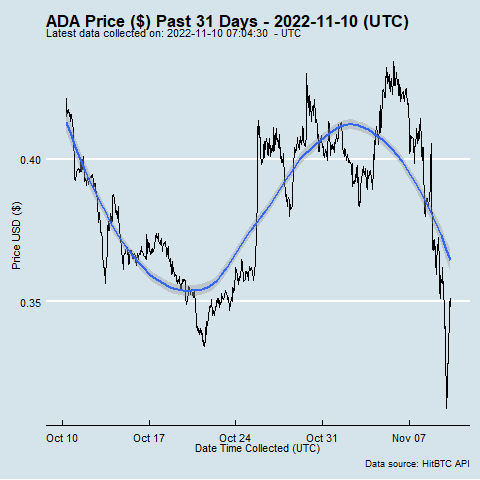 ADA Price ($) Past 31 Days - 2022-11-10 (UTC)
Latest data collected on: 2022-11-10 07:04:30 - UTC
0.40
0.35
Price USD ($)
Oct 10
Oct 17
Oct 24
Oct 31
Nov 07
Date Time Collected (UTC)
Data source: HitBTC API